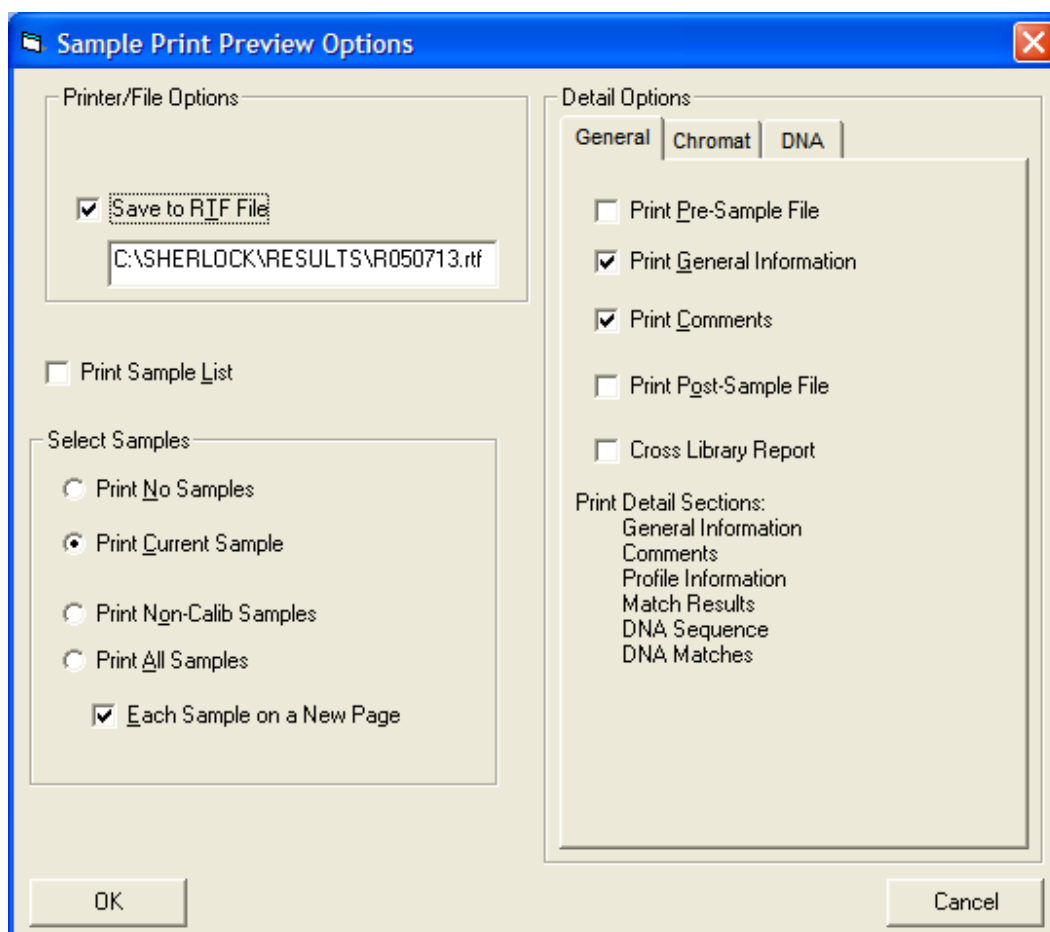 Sample Print Preview Options
Printer/File Options
Save to RTF File
C:\SHERLOCK\RESULTS\R050713.rtf
Print Sample List
Select Samples
Print No Samples
Print Current Sample
Print Non-Calib Samples
Print All Samples
Each Sample on a New Page
Detail Options
General Chromat DNA
Print Pre-Sample File
Print General Information
Print Comments
Print Post-Sample File
Cross Library Report
Print Detail Sections:
General Information
Comments
Profile Information
Match Results
DNA Sequence
DNA Matches
OK
Cancel